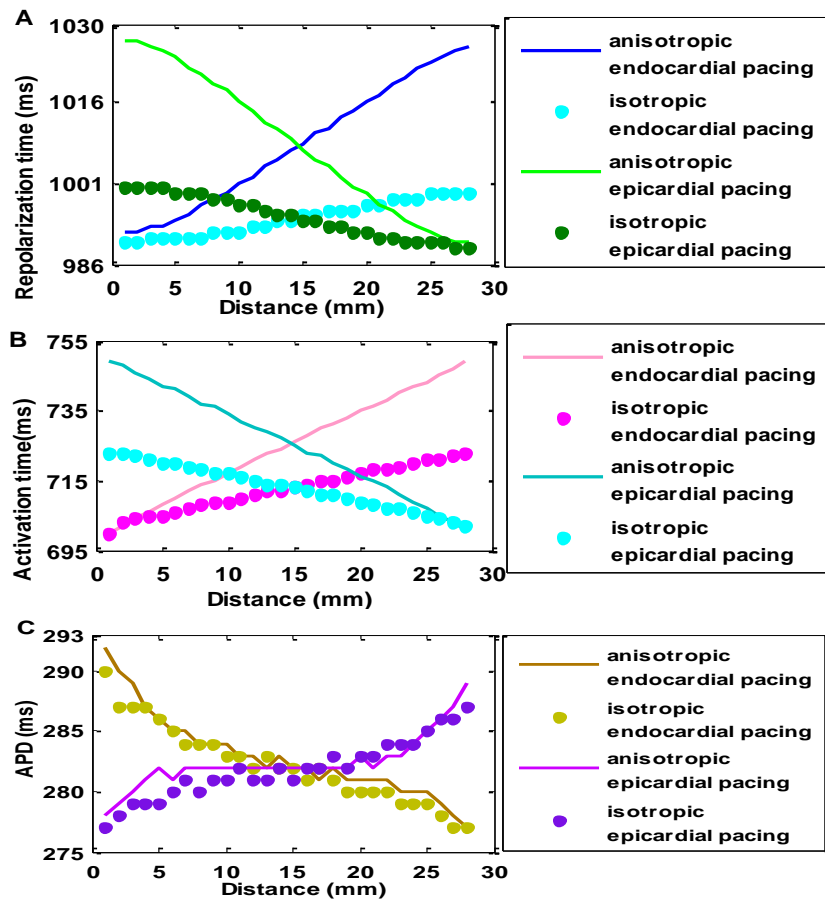 A
Repolarization time (ms)
1030
1016
1001
986
0 5 10 15 20 25 30
Distance (mm)
anisotropic
endocardial pacing
isotropic
endocardial pacing
anisotropic
epicardial pacing
isotropic
epicardial pacing
B
Activation time(ms)
755
735
715
695
0 5 10 15 20 25 30
Distance (mm)
anisotropic
endocardial pacing
isotropic
endocardial pacing
anisotropic
epicardial pacing
isotropic
epicardial pacing
C
APD (ms)
293
290
285
280
275
0 5 10 15 20 25 30
Distance (mm)
anisotropic
endocardial pacing
isotropic
endocardial pacing
anisotropic
epicardial pacing
isotropic
epicardial pacing